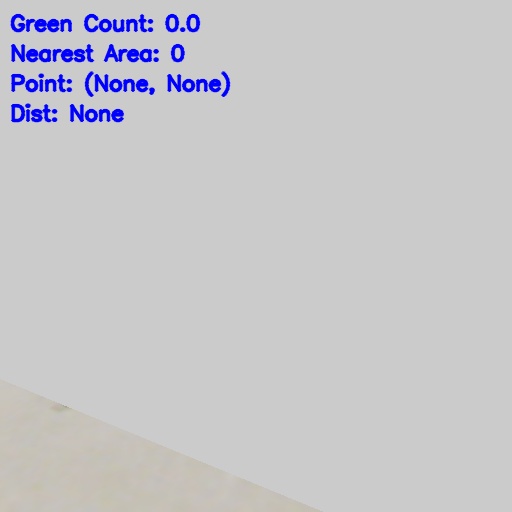 Green Count: 0.0
Nearest Area: 0
Point: (None, None)
Dist: None